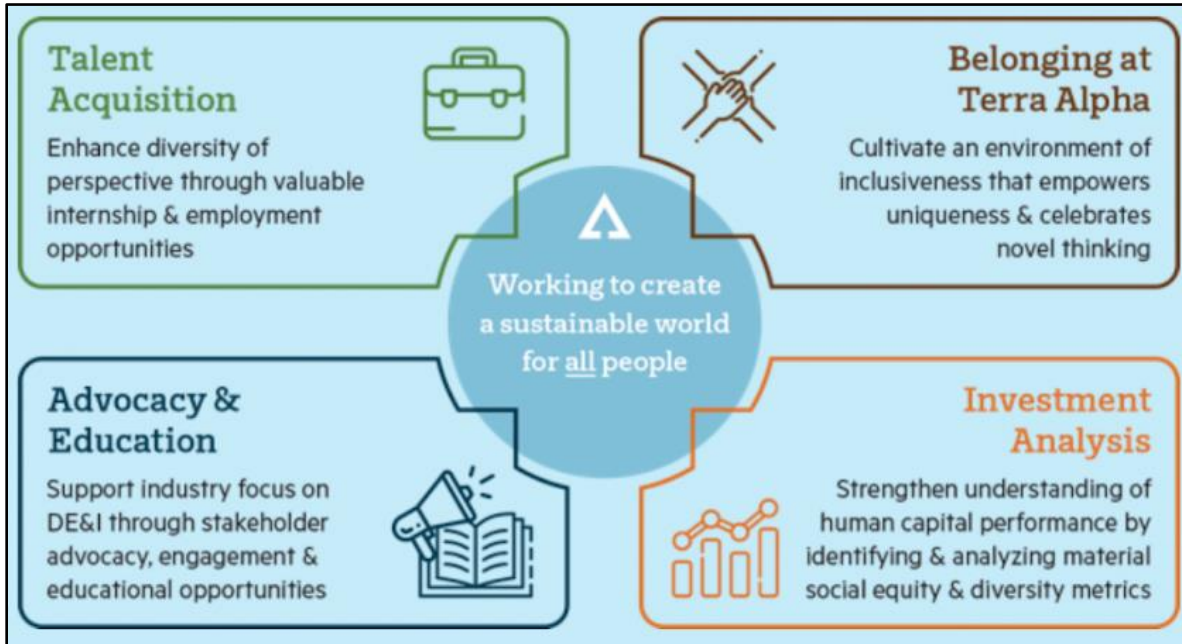 Talent
Acquisition
Enhance diversity of
perspective through valuable
internship & employment
opportunities
Belonging at
Terra Alpha
Cultivate an environment of
inclusiveness that empowers
uniqueness & celebrates
novel thinking
Working to create
a sustainable world
for all people
Advocacy &
Education
Support industry focus on
DE&I through stakeholder
advocacy, engagement &
educational opportunities
Investment
Analysis
Strengthen understanding of
human capital performance by
identifying & analyzing material
social equity & diversity metrics